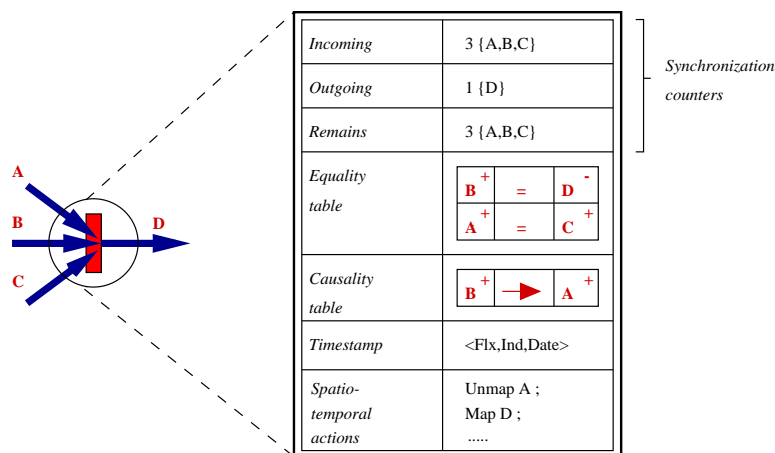 A
B
C
D
Incoming 3 {A,B,C}
Outgoing 1 {D}
Remains 3 {A,B,C}
Synchronization
counters
Equality
table
B+ = D-
A+ = C+
Causality
table
B+ A+
Timestamp <Flx,Ind,Date>
Spatio-
temporal
actions
Unmap A ;
Map D ;
.....